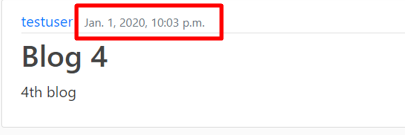 testuser Jan. 1, 2020, 10:03 p.m.
Blog 4
4th blog